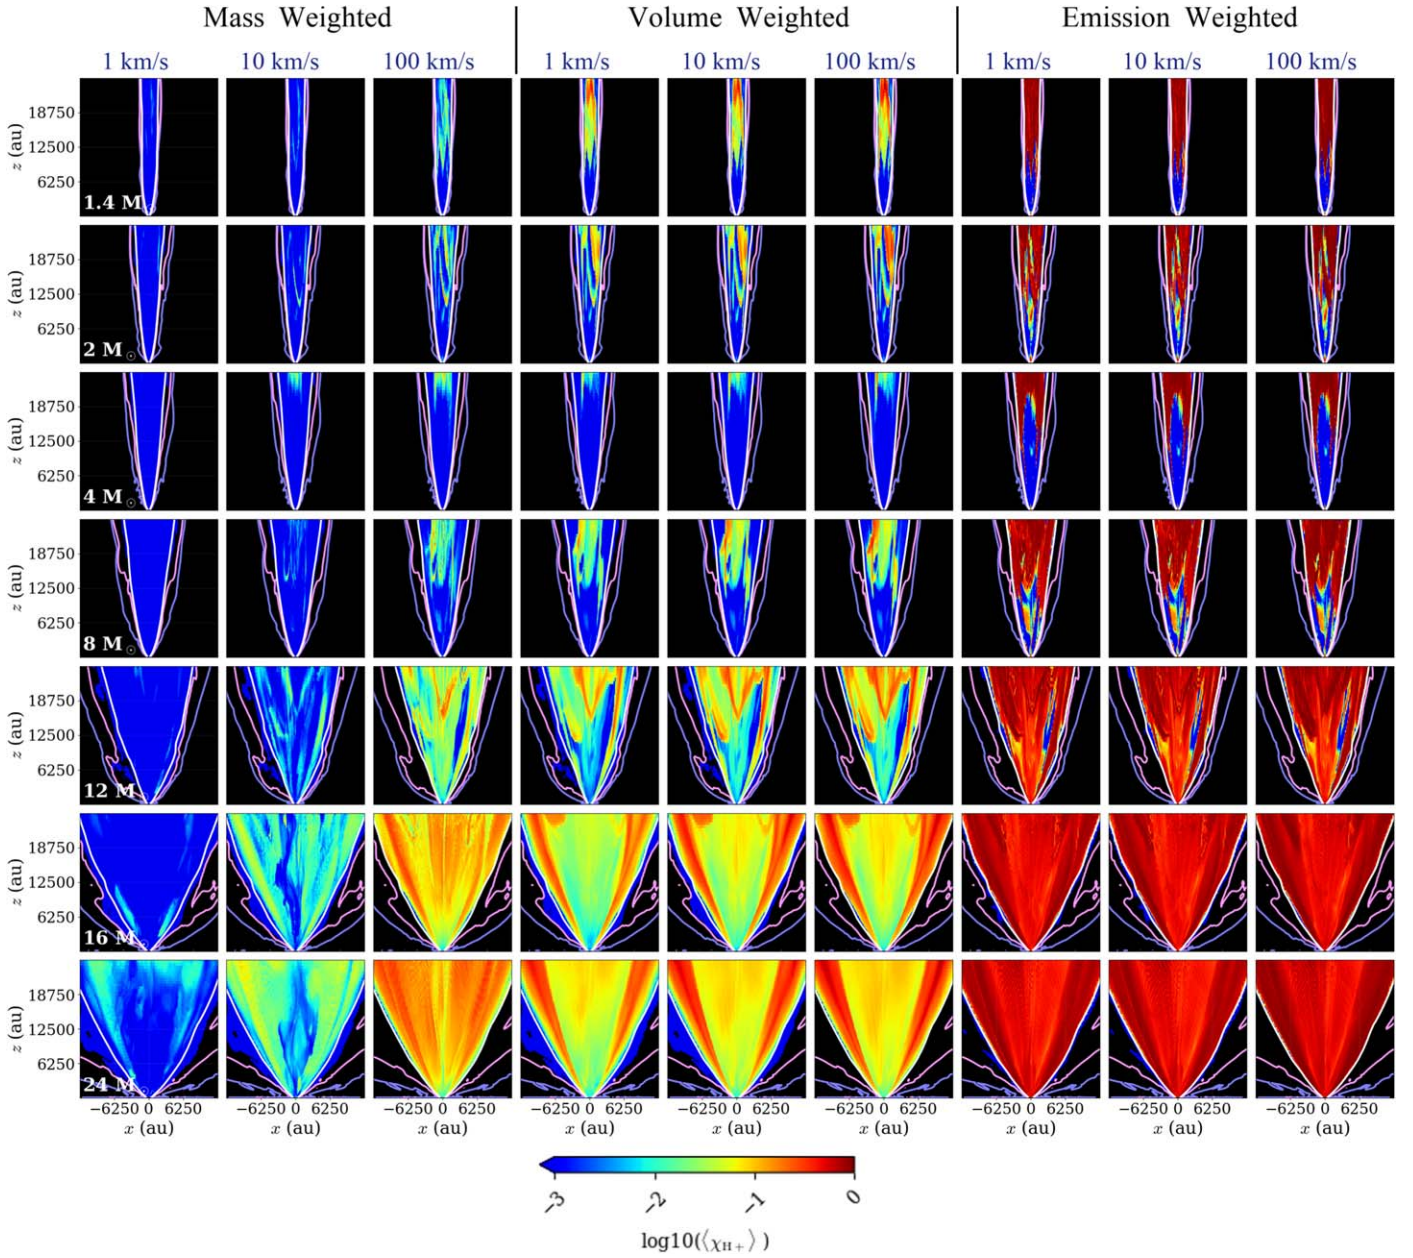 Mass Weighted Volume Weighted Emission Weighted
1 km/s 10 km/s 100 km/s 1 km/s 10 km/s 100 km/s 1 km/s 10 km/s 100 km/s
z (au)
18750
12500
6250
1.4 M
z (au)
18750
12500
6250
2 M⊙
z (au)
18750
12500
6250
4 M⊙
z (au)
18750
12500
6250
8 M⊙
z (au)
18750
12500
6250
12 M⊙
z (au)
18750
12500
6250
16 M⊙
z (au)
18750
12500
6250
24 M⊙
−6250 0 6250 −6250 0 6250 −6250 0 6250 −6250 0 6250 −6250 0 6250 −6250 0 6250 −6250 0 6250 −6250 0 6250 −6250 0 6250
x (au) x (au) x (au) x (au) x (au) x (au) x (au) x (au) x (au)
−3 −2 −1 0
log10(⟨χH+⟩)